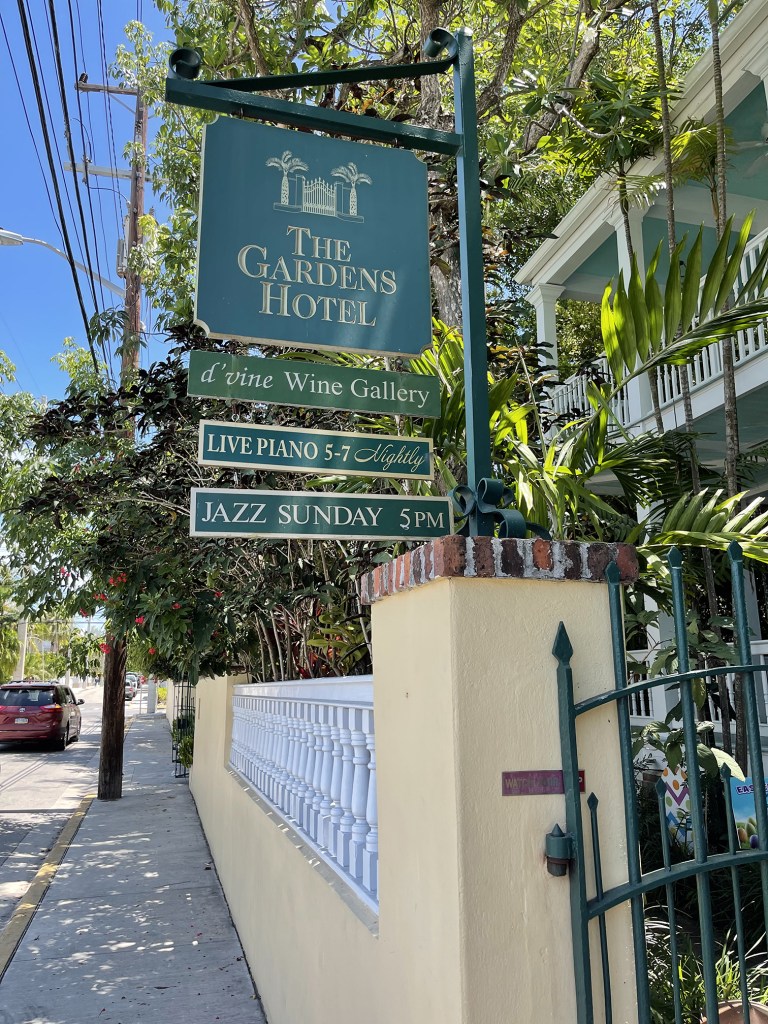 THE
GARDENS
HOTEL
d'vine Wine Gallery
LIVE PIANO 5-7 Nightly
JAZZ SUNDAY 5PM